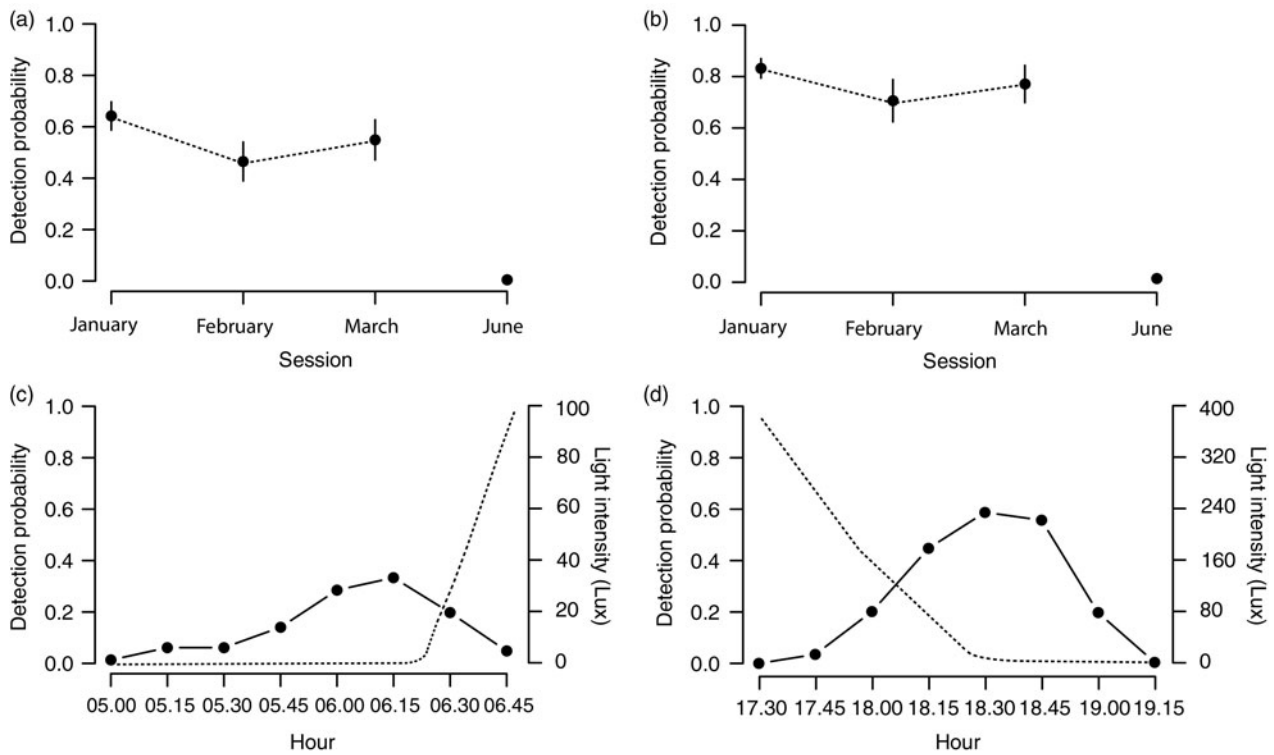 (a)
Detection probability
1.0
0.8
0.6
0.4
0.2
0.0
January
February
March
June
Session
(b)
Detection probability
1.0
0.8
0.6
0.4
0.2
0.0
January
February
March
June
Session
(c)
Detection probability
1.0
0.8
0.6
0.4
0.2
0.0
100
80
60
40
20
0
Light intensity (Lux)
05.00 05.15 05.30 05.45 06.00 06.15 06.30 06.45
Hour
(d)
Detection probability
1.0
0.8
0.6
0.4
0.2
0.0
400
320
240
160
80
0
Light intensity (Lux)
17.30 17.45 18.00 18.15 18.30 18.45 19.00 19.15
Hour